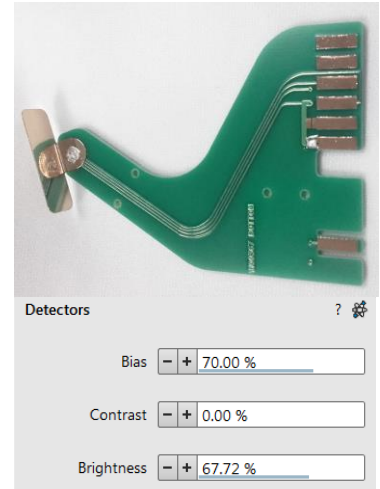 Detectors ?
Bias - + 70.00 %
Contrast - + 0.00 %
Brightness - + 67.72 %